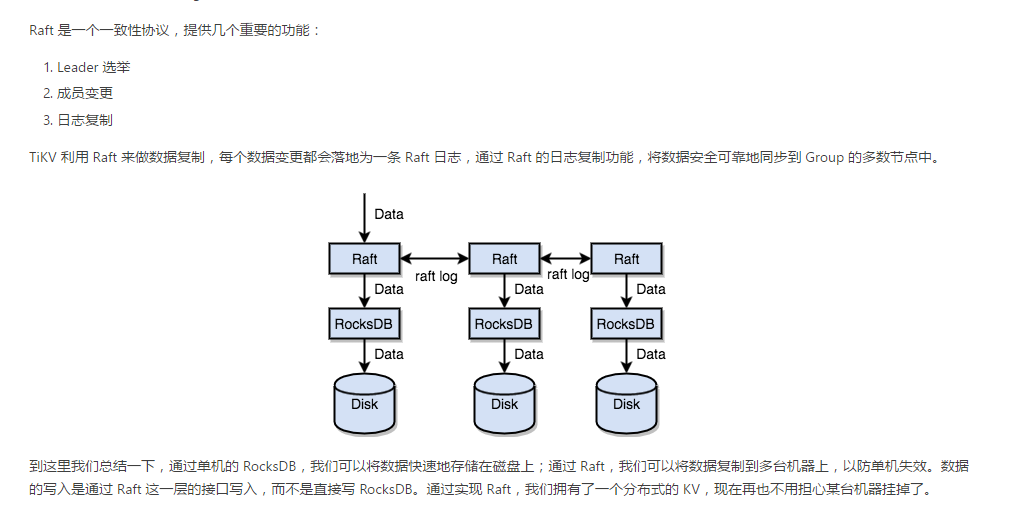 Raft 是一个一致性协议，提供几个重要的功能：
1. Leader 选举
2. 成员变更
3. 日志复制
TiKV 利用 Raft 来做数据复制，每个数据变更都会落地为一条 Raft 日志，通过 Raft 的日志复制功能，将数据安全可靠地同步到 Group 的多数节点中。
Data
Raft
Raft
Raft
raft log
raft log
Data
Data
Data
RocksDB
RocksDB
RocksDB
Data
Data
Data
Disk
Disk
Disk
到这里我们总结一下，通过单机的 RocksDB，我们可以将数据快速地存储在磁盘上；通过 Raft，我们可以将数据复制到多台机器上，以防单机失效。数据
的写入是通过 Raft 这一层的接口写入，而不是直接写 RocksDB。通过实现 Raft，我们拥有了一个分布式的 KV，现在再也不用担心某台机器挂掉了。